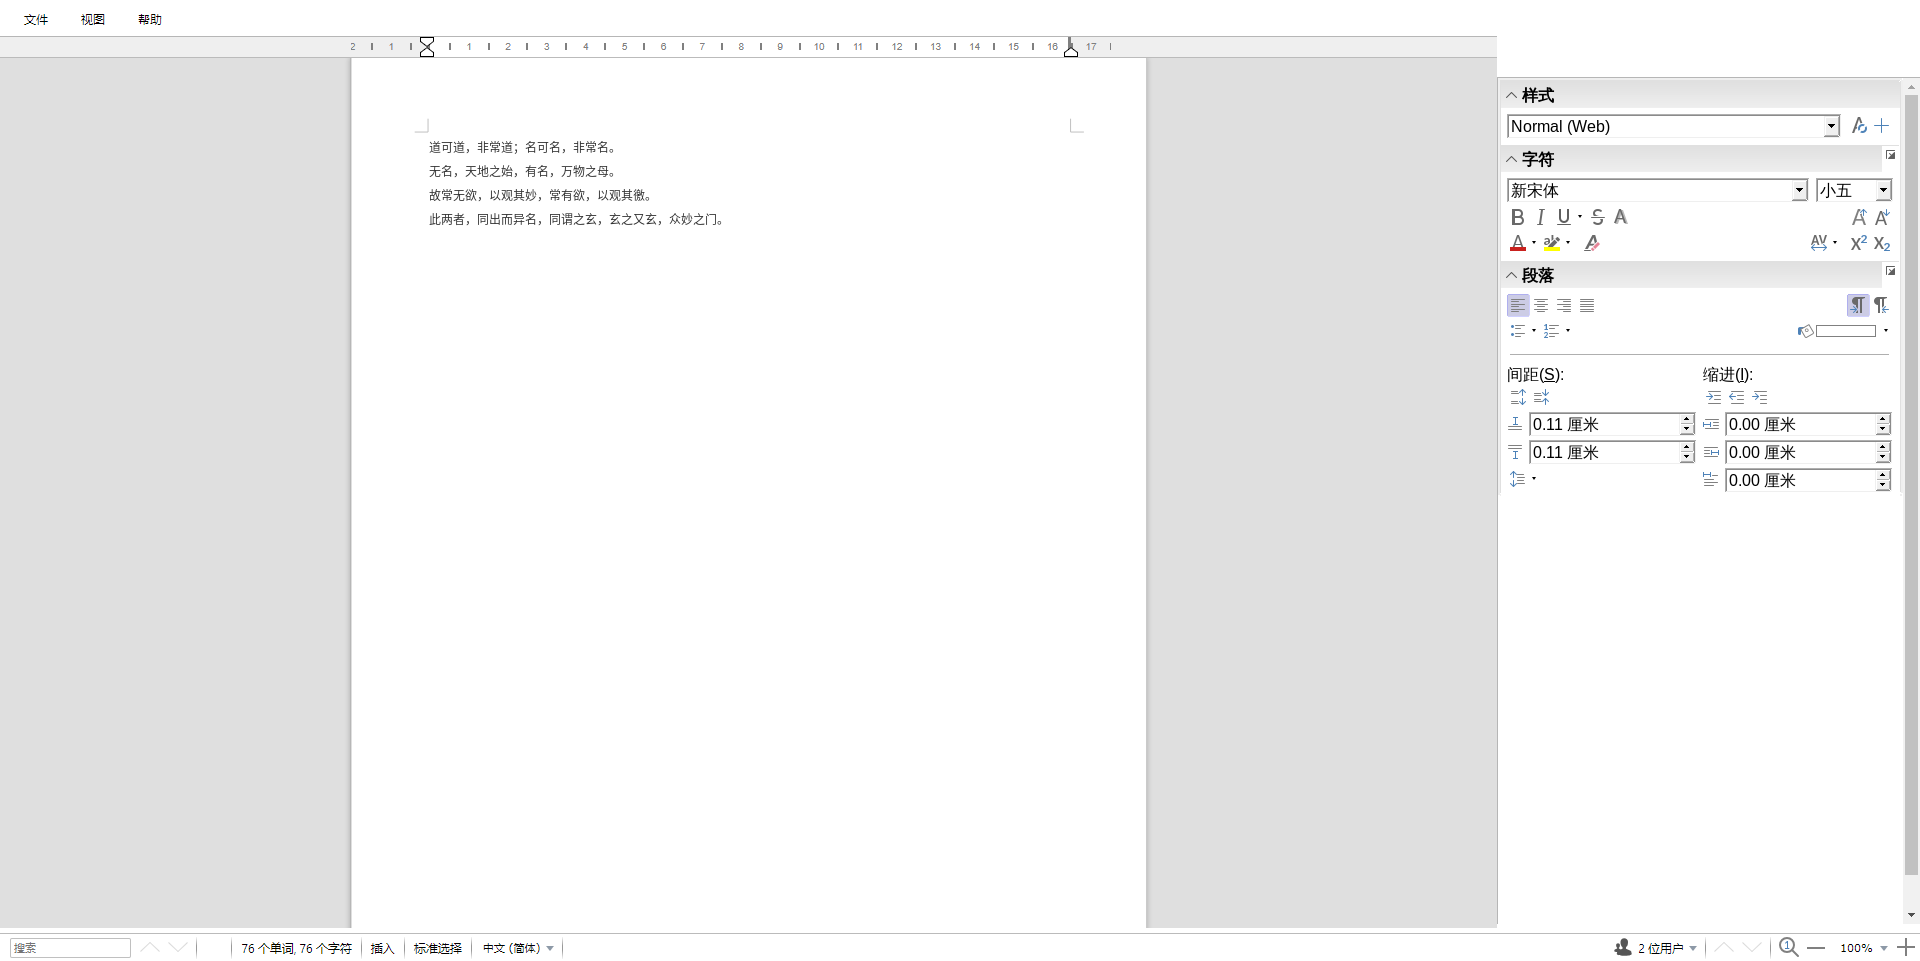 文件 视图 帮助
2 1 1 2 3 4 5 6 7 8 9 10 11 12 13 14 15 16 17
道可道，非常道；名可名，非常名。
无名，天地之始，有名，万物之母。
故常无欲，以观其妙，常有欲，以观其徼。
此两者，同出而异名，同谓之玄，玄之又玄，众妙之门。
样式
Normal (Web)
字符
新宋体 小五
B I U S A A A
A ab A AV X² X₂
段落
间距(S): 缩进(I):
0.11 厘米 0.00 厘米
0.11 厘米 0.00 厘米
0.00 厘米
搜索 76 个单词, 76 个字符 插入 标准选择 中文 (简体) 2 位用户 1 100%